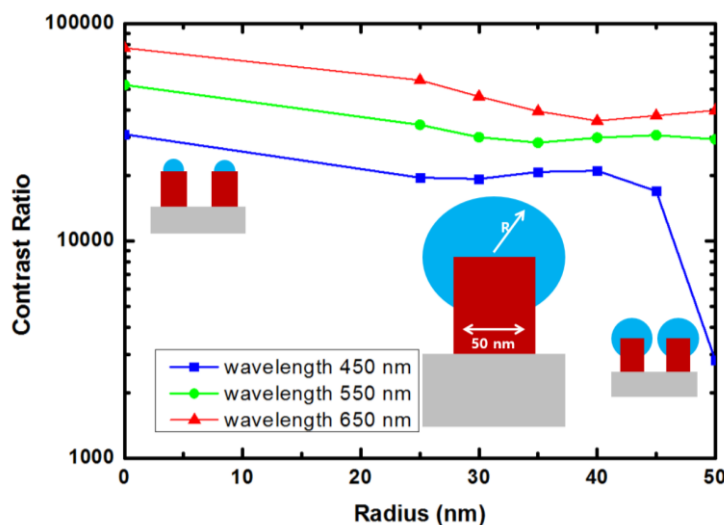 100000
10000
1000
Contrast Ratio
R
50 nm
wavelength 450 nm
wavelength 550 nm
wavelength 650 nm
0 10 20 30 40 50
Radius (nm)